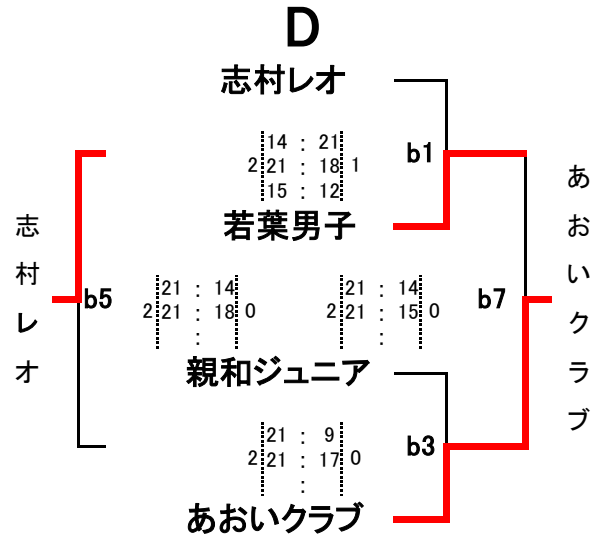 D
志村レオ
14 : 21
2 21 : 18 1
15 : 12
b1
若葉男子
志村レオ
b5
21 : 14
2 21 : 18 0
:
21 : 14
2 21 : 15 0
:
b7
あおいクラブ
親和ジュニア
21 : 9
2 21 : 17 0
:
b3
あおいクラブ